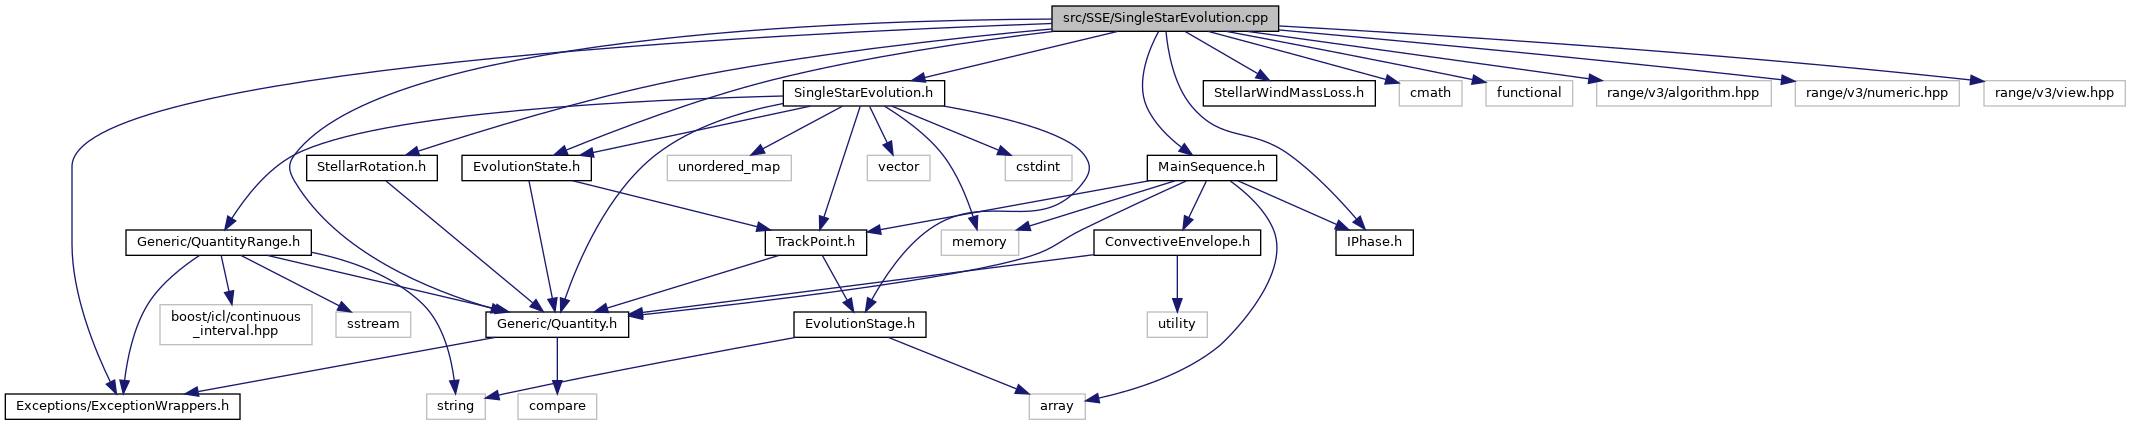 src/SSE/SingleStarEvolution.cpp
SingleStarEvolution.h
StellarWindMassLoss.h
cmath
functional
range/v3/algorithm.hpp
range/v3/numeric.hpp
range/v3/view.hpp
StellarRotation.h
EvolutionState.h
unordered_map
vector
cstdint
MainSequence.h
Generic/QuantityRange.h
TrackPoint.h
memory
ConvectiveEnvelope.h
IPhase.h
boost/icl/continuous
_interval.hpp
sstream
Generic/Quantity.h
EvolutionStage.h
utility
Exceptions/ExceptionWrappers.h
string
compare
array